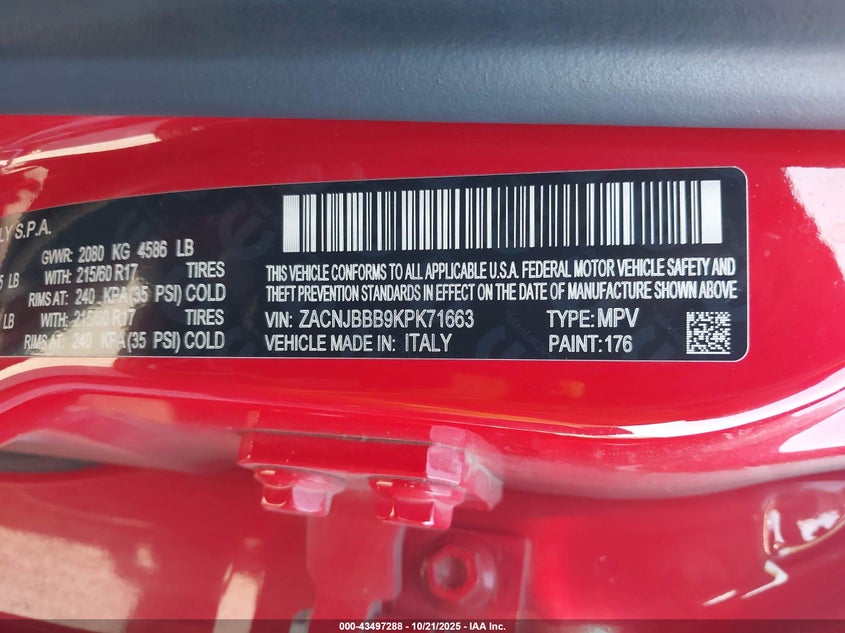 LY S.P.A.
GVWR: 2080 KG 4586 LB
LB WITH: 215/60 R17 TIRES
RIMS AT: 240 KPA (35 PSI) COLD
LB WITH: 215/60 R17 TIRES
RIMS AT: 240 KPA (35 PSI) COLD
THIS VEHICLE CONFORMS TO ALL APPLICABLE U.S.A. FEDERAL MOTOR VEHICLE SAFETY AND
THEFT PREVENTION STANDARDS IN EFFECT ON THE DATE OF MANUFACTURE SHOWN ABOVE
VIN: ZACNJBBB9KPK71663 TYPE: MPV
VEHICLE MADE IN: ITALY PAINT: 176
000-43497288 - 10/21/2025 - IAA Inc.